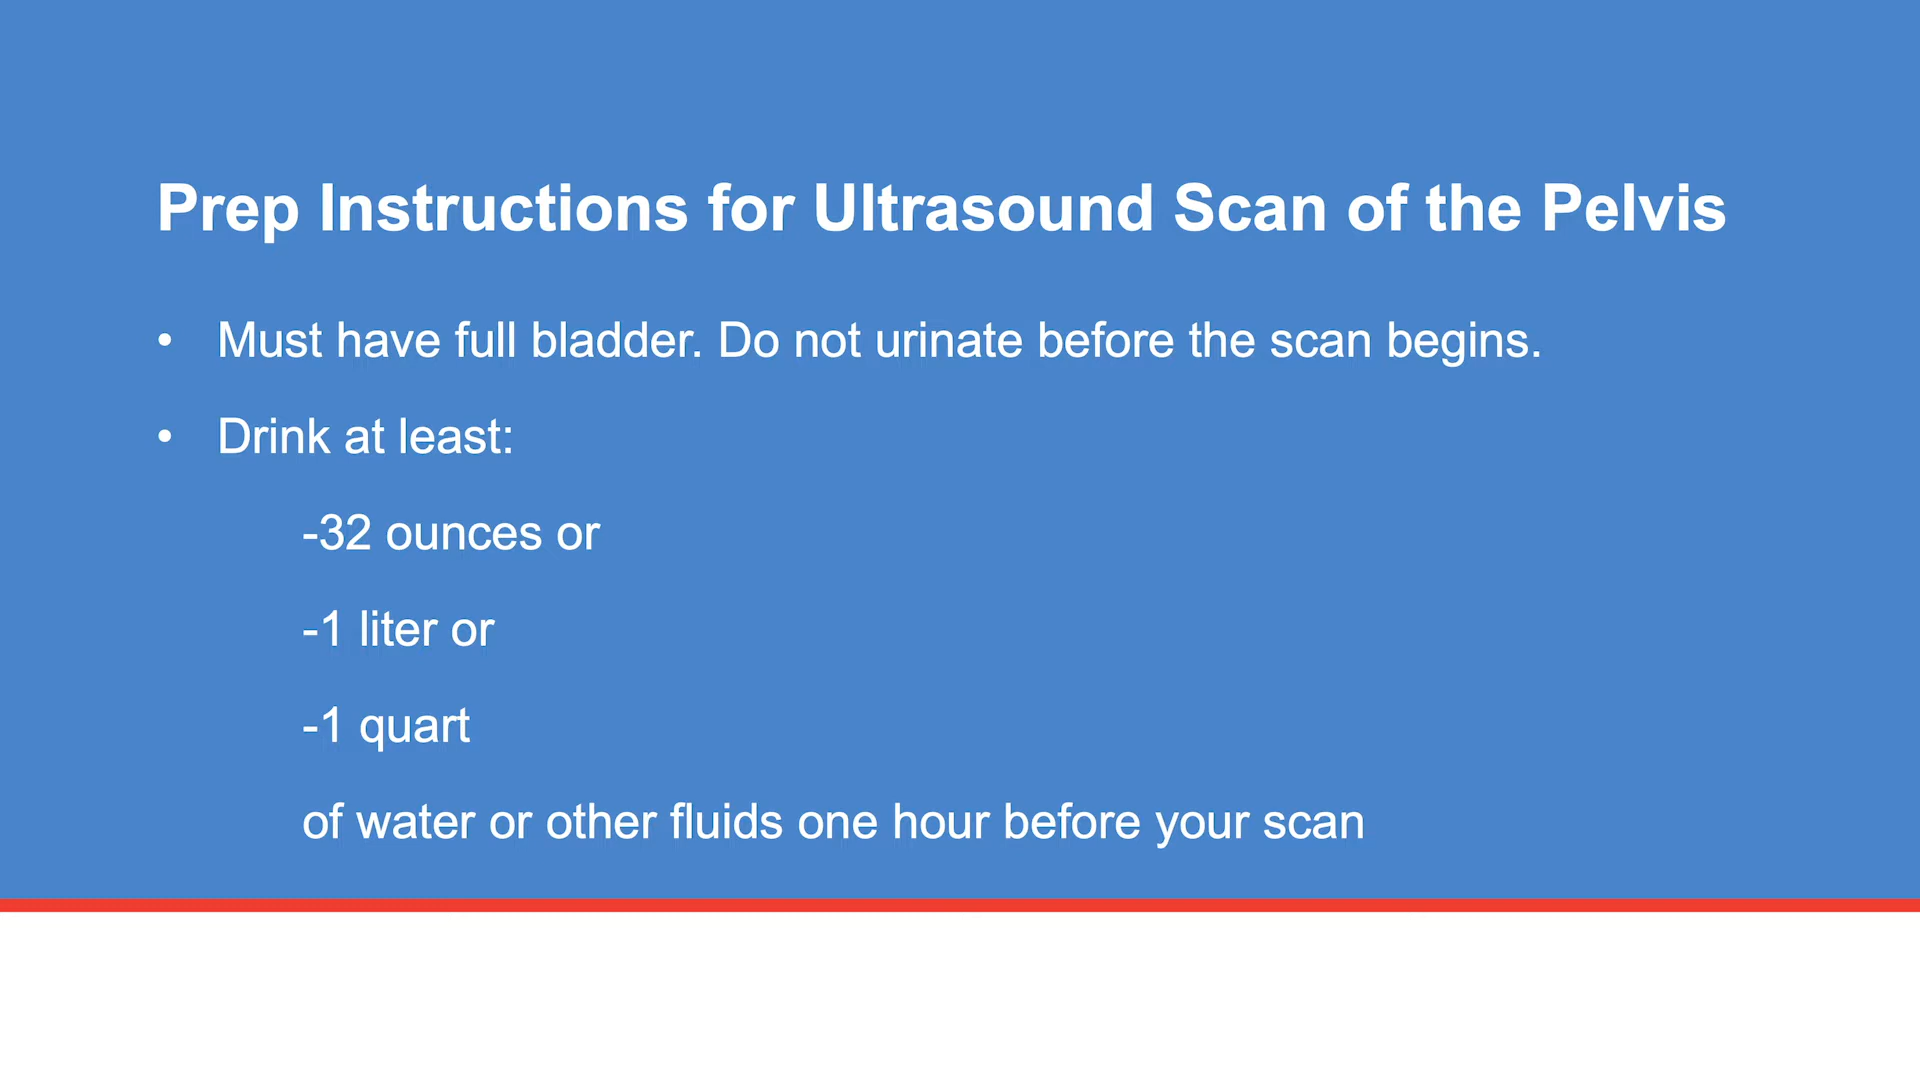 Prep Instructions for Ultrasound Scan of the Pelvis
• Must have full bladder. Do not urinate before the scan begins.
• Drink at least:
-32 ounces or
-1 liter or
-1 quart
of water or other fluids one hour before your scan